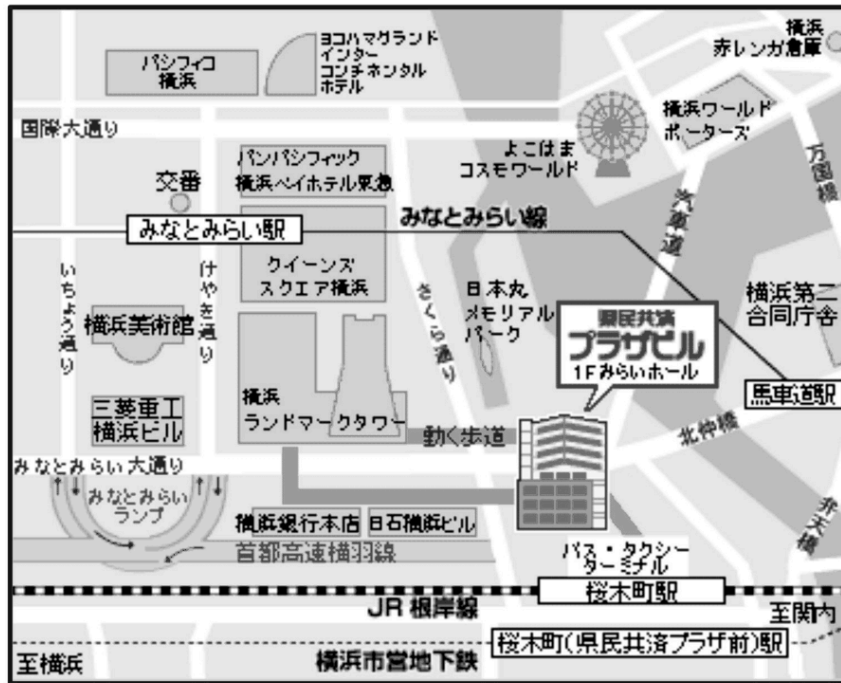 横浜
赤レンガ倉庫
ヨコハマグランド
インター
コンチネンタル
ホテル
パシフィコ
横浜
横浜ワールド
ポーターズ
国際大通り
よこはま
コスモワールド
万国橋
パンパシフィック
横浜ベイホテル東急
交番
汽車道
みなとみらい駅
みなとみらい線
いちょう通り
けやき通り
クイーンズ
スクエア横浜
さくら通り
日本丸
メモリアル
パーク
横浜第二
合同庁舎
県民共済
プラザビル
1Fみらいホール
横浜美術館
馬車道駅
横浜
ランドマークタワー
三菱重工
横浜ビル
動く歩道
北仲橋
みなとみらい大通り
みなとみらい
ランプ
弁天橋
横浜銀行本店
日石横浜ビル
首都高速横羽線
バス・タクシー
ターミナル
桜木町駅
JR根岸線
至関内
桜木町(県民共済プラザ前)駅
至横浜
横浜市営地下鉄